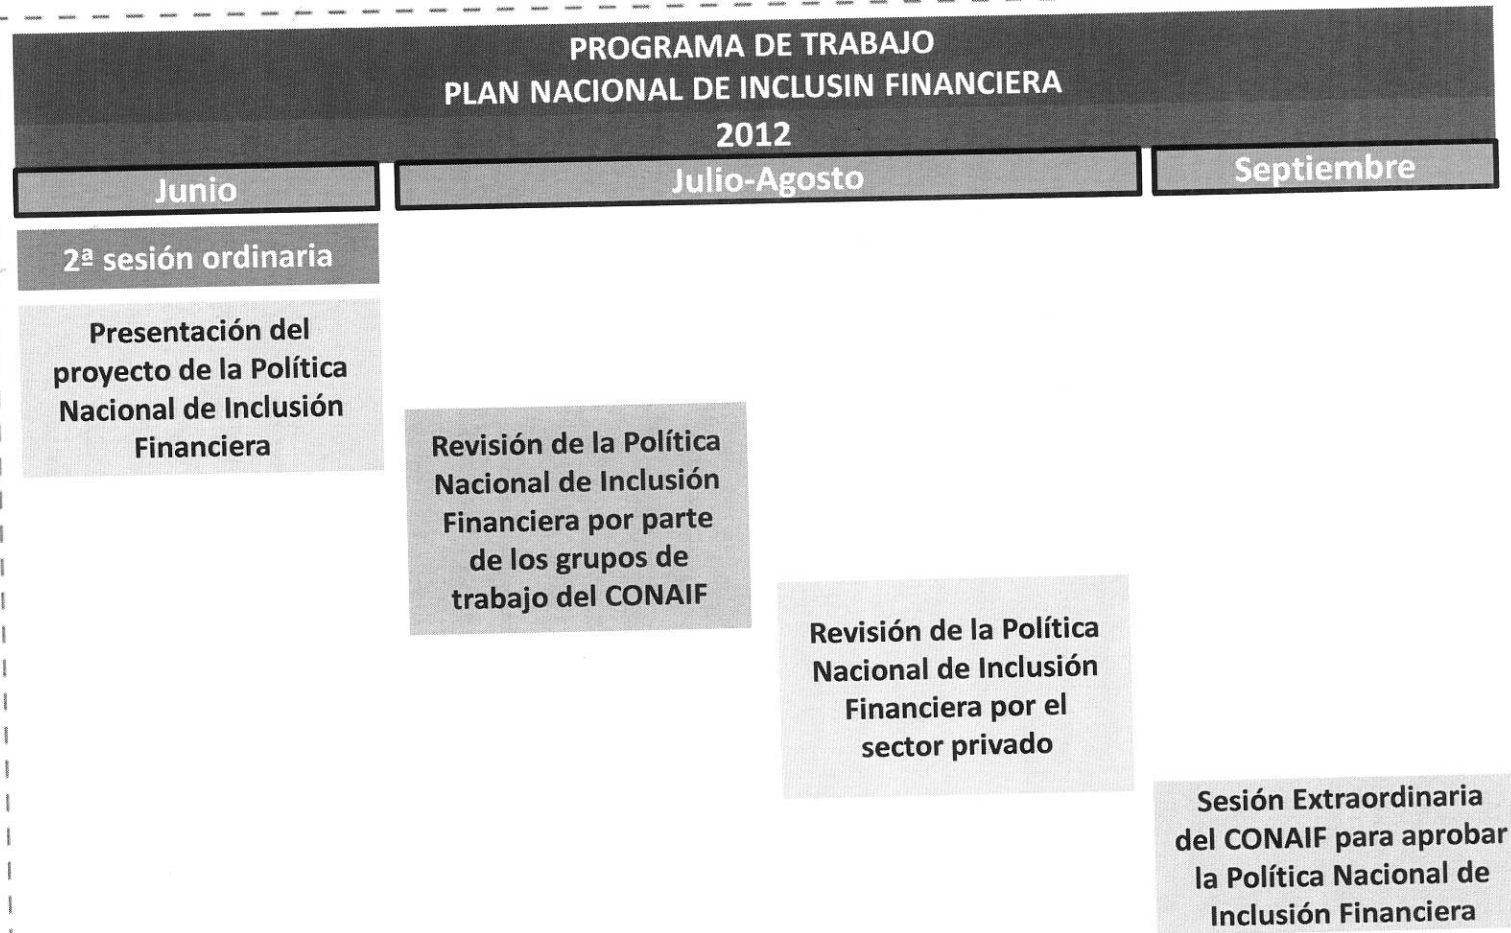 PROGRAMA DE TRABAJO
PLAN NACIONAL DE INCLUSIN FINANCIERA
2012
Junio
Julio-Agosto
Septiembre
2ª sesión ordinaria
Presentación del
proyecto de la Política
Nacional de Inclusión
Financiera
Revisión de la Política
Nacional de Inclusión
Financiera por parte
de los grupos de
trabajo del CONAIF
Revisión de la Política
Nacional de Inclusión
Financiera por el
sector privado
Sesión Extraordinaria
del CONAIF para aprobar
la Política Nacional de
Inclusión Financiera